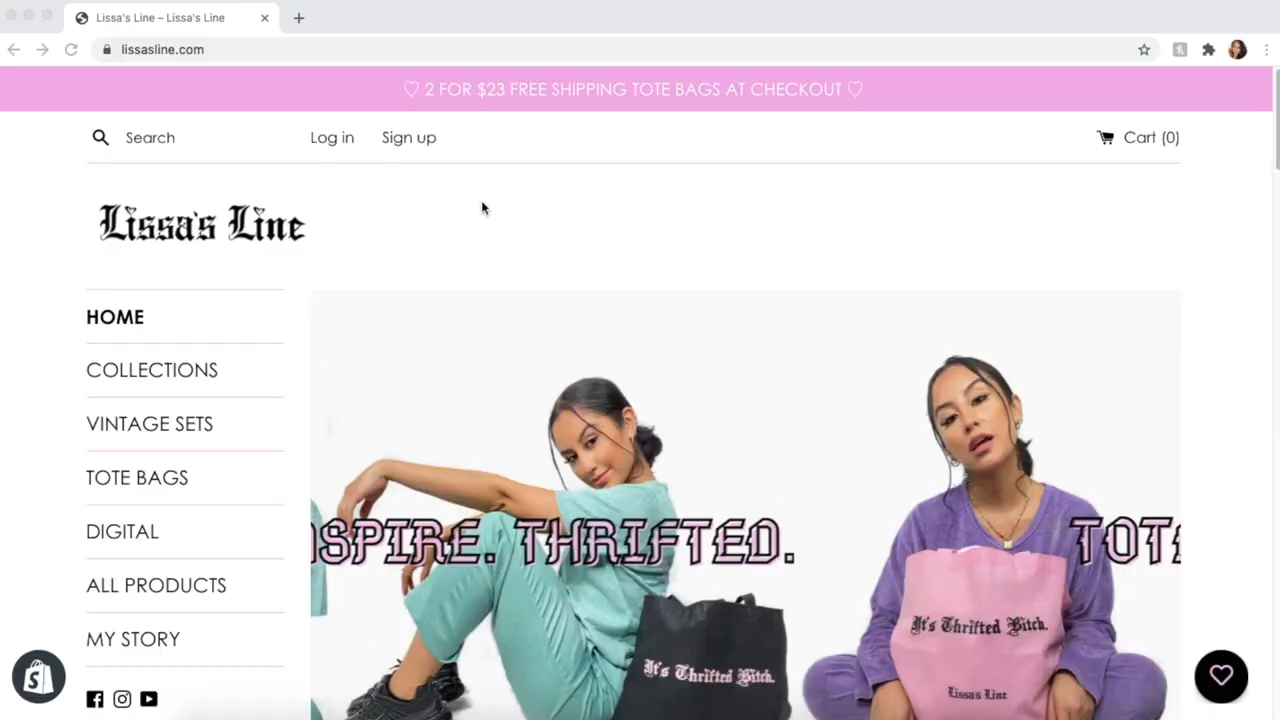 Lissa's Line ~ Lissa's Line
lissasline.com
♡ 2 FOR $23 FREE SHIPPING TOTE BAGS AT CHECKOUT ♡
Search
Log in
Sign up
Cart (0)
Lissa's Line
HOME
COLLECTIONS
VINTAGE SETS
TOTE BAGS
DIGITAL
ALL PRODUCTS
MY STORY
NSPIRE. THRIFTED.
TOTE
It's Thrifted Bitch.
It's Thrifted Bitch.
Lissa's Line